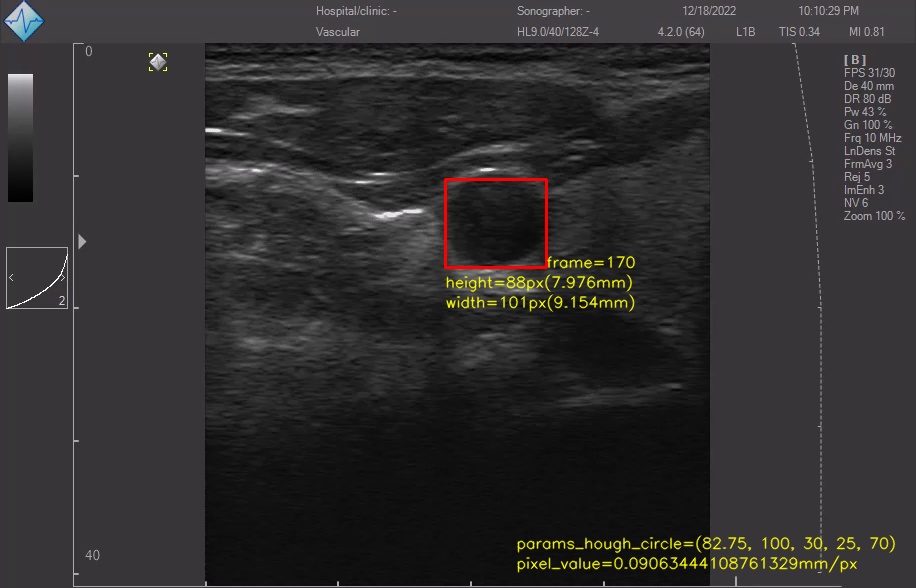 Hospital/clinic: - Sonographer: - 12/18/2022 10:10:29 PM
Vascular HL9.0/40/128Z-4 4.2.0 (64) L1B TIS 0.34 MI 0.81
0
[ B ]
FPS 31/30
De 40 mm
DR 80 dB
Pw 43 %
Gn 100 %
Frq 10 MHz
LnDens St
FrmAvg 3
Rej 5
ImEnh 3
NV 6
Zoom 100 %
frame=170
height=88px(7.976mm)
width=101px(9.154mm)
2
params_hough_circle=(82.75, 100, 30, 25, 70)
40
pixel_value=0.09063444108761329mm/px